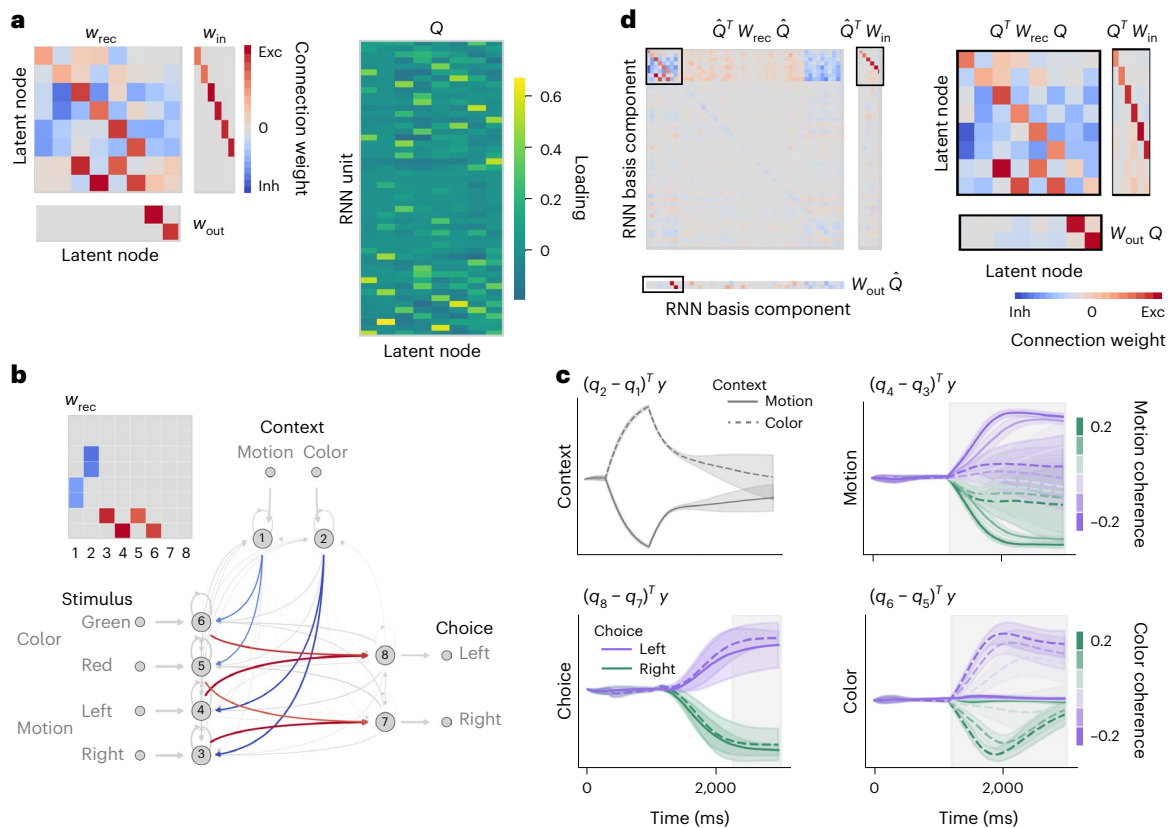 a
w_rec
w_in
Latent node
Exc
0
Inh
Connection weight
w_out
Latent node
Q
RNN unit
Latent node
0.6
0.4
0.2
0
Loading
d
Q̂^T W_rec Q̂
Q̂^T W_in
RNN basis component
W_out Q̂
RNN basis component
Q^T W_rec Q
Q^T W_in
Latent node
W_out Q
Latent node
Inh 0 Exc
Connection weight
b
w_rec
1 2 3 4 5 6 7 8
Context
Motion Color
1 2
Stimulus
Color
Green
6
Red
5
Motion
Left
4
Right
3
Choice
8
Left
7
Right
c
(q_2 − q_1)^T y
Context
Context
Motion
Color
(q_4 − q_3)^T y
Motion
0.2
−0.2
Motion coherence
(q_8 − q_7)^T y
Choice
Choice
Left
Right
0 2,000
Time (ms)
(q_6 − q_5)^T y
Color
0.2
−0.2
Color coherence
0 2,000
Time (ms)